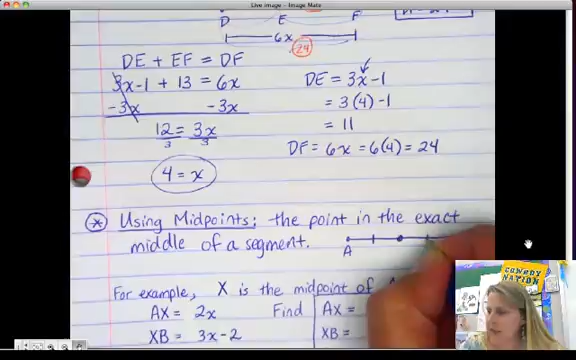 Live Image - Image Mate
D E F
6x
24
DE + EF = DF
3x-1 + 13 = 6x
-3x -3x
12 = 3x
3 3
4 = x
DE = 3x-1
= 3(4)-1
= 11
DF = 6x = 6(4) = 24
* Using Midpoints: the point in the exact
middle of a segment.
A
For example, X is the midpoint of
AX = 2x Find AX =
XB = 3x-2 XB =
COWBOY